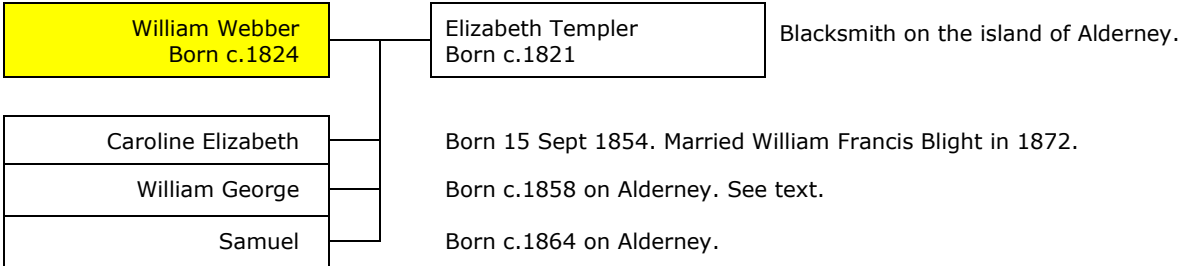 William Webber
Born c.1824
Elizabeth Templer
Born c.1821
Blacksmith on the island of Alderney.
Caroline Elizabeth
Born 15 Sept 1854. Married William Francis Blight in 1872.
William George
Born c.1858 on Alderney. See text.
Samuel
Born c.1864 on Alderney.